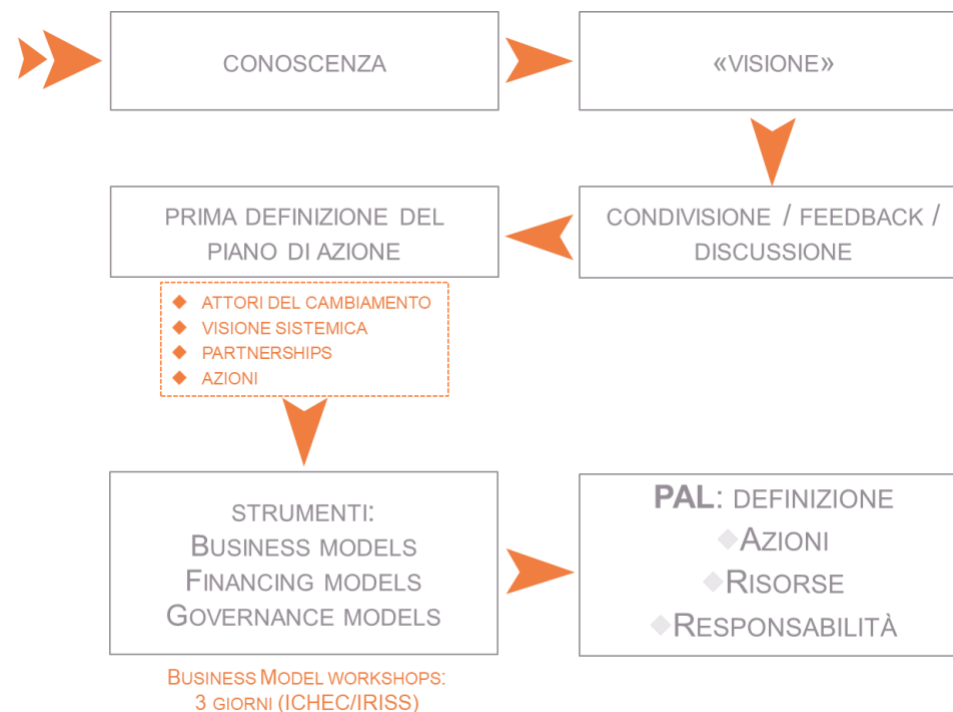 CONOSCENZA
«VISIONE»
CONDIVISIONE / FEEDBACK /
DISCUSSIONE
PRIMA DEFINIZIONE DEL
PIANO DI AZIONE
◆ ATTORI DEL CAMBIAMENTO
◆ VISIONE SISTEMICA
◆ PARTNERSHIPS
◆ AZIONI
STRUMENTI:
BUSINESS MODELS
FINANCING MODELS
GOVERNANCE MODELS
BUSINESS MODEL WORKSHOPS:
3 GIORNI (ICHEC/IRISS)
PAL: DEFINIZIONE
◆AZIONI
◆RISORSE
◆RESPONSABILITÀ